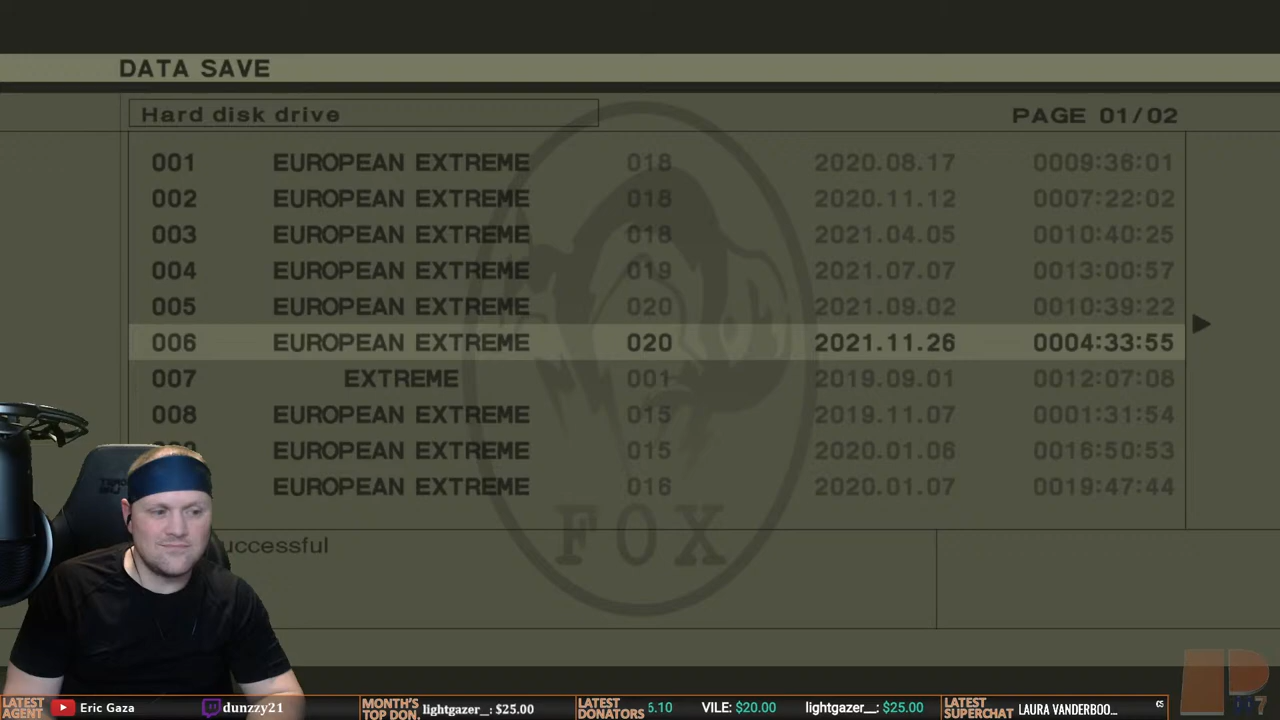 DATA SAVE
Hard disk drive PAGE 01/02
001 EUROPEAN EXTREME 018 2020.08.17 0009:36:01
002 EUROPEAN EXTREME 018 2020.11.12 0007:22:02
003 EUROPEAN EXTREME 018 2021.04.05 0010:40:25
004 EUROPEAN EXTREME 019 2021.07.07 0013:00:57
005 EUROPEAN EXTREME 020 2021.09.02 0010:39:22
006 EUROPEAN EXTREME 020 2021.11.26 0004:33:55
007 EXTREME 001 2019.09.01 0012:07:08
008 EUROPEAN EXTREME 015 2019.11.07 0001:31:54
EUROPEAN EXTREME 015 2020.01.06 0016:50:53
EUROPEAN EXTREME 016 2020.01.07 0019:47:44
FOX
uccessful
LATEST AGENT Eric Gaza dunzzy21 MONTH'S TOP DON. lightgazer__: $25.00 LATEST DONATORS 6.10 VILE: $20.00 lightgazer__: $25.00 LATEST SUPERCHAT LAURA VANDERBOO...